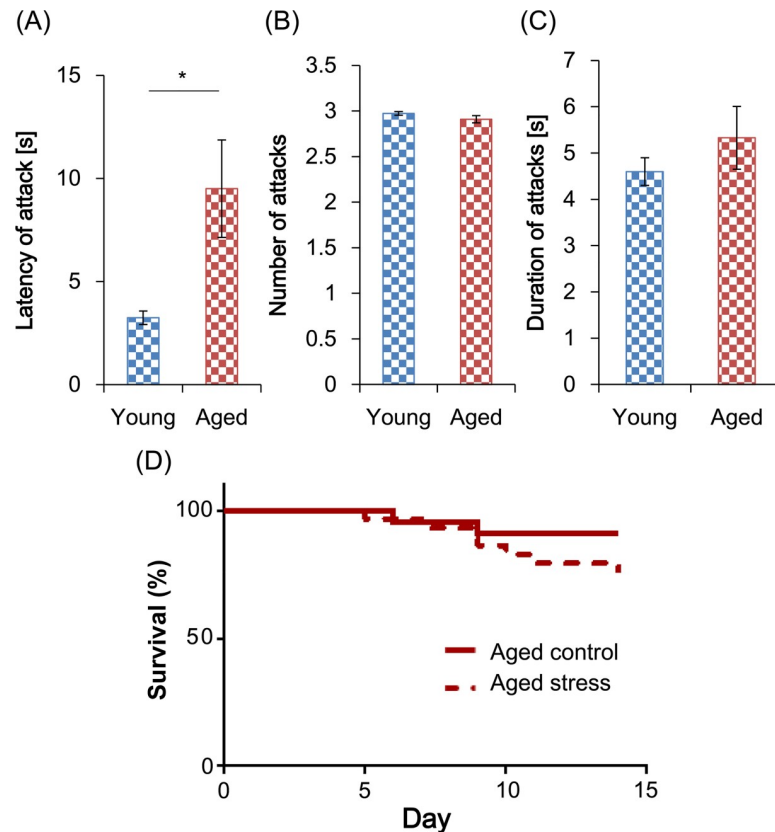 (A)
Latency of attack [s]
15
10
5
0
*
Young Aged
(B)
Number of attacks
3.5
3
2.5
2
1.5
1
0.5
0
Young Aged
(C)
Duration of attacks [s]
7
6
5
4
3
2
1
0
Young Aged
(D)
Survival (%)
100
50
0
Aged control
Aged stress
0 5 10 15
Day